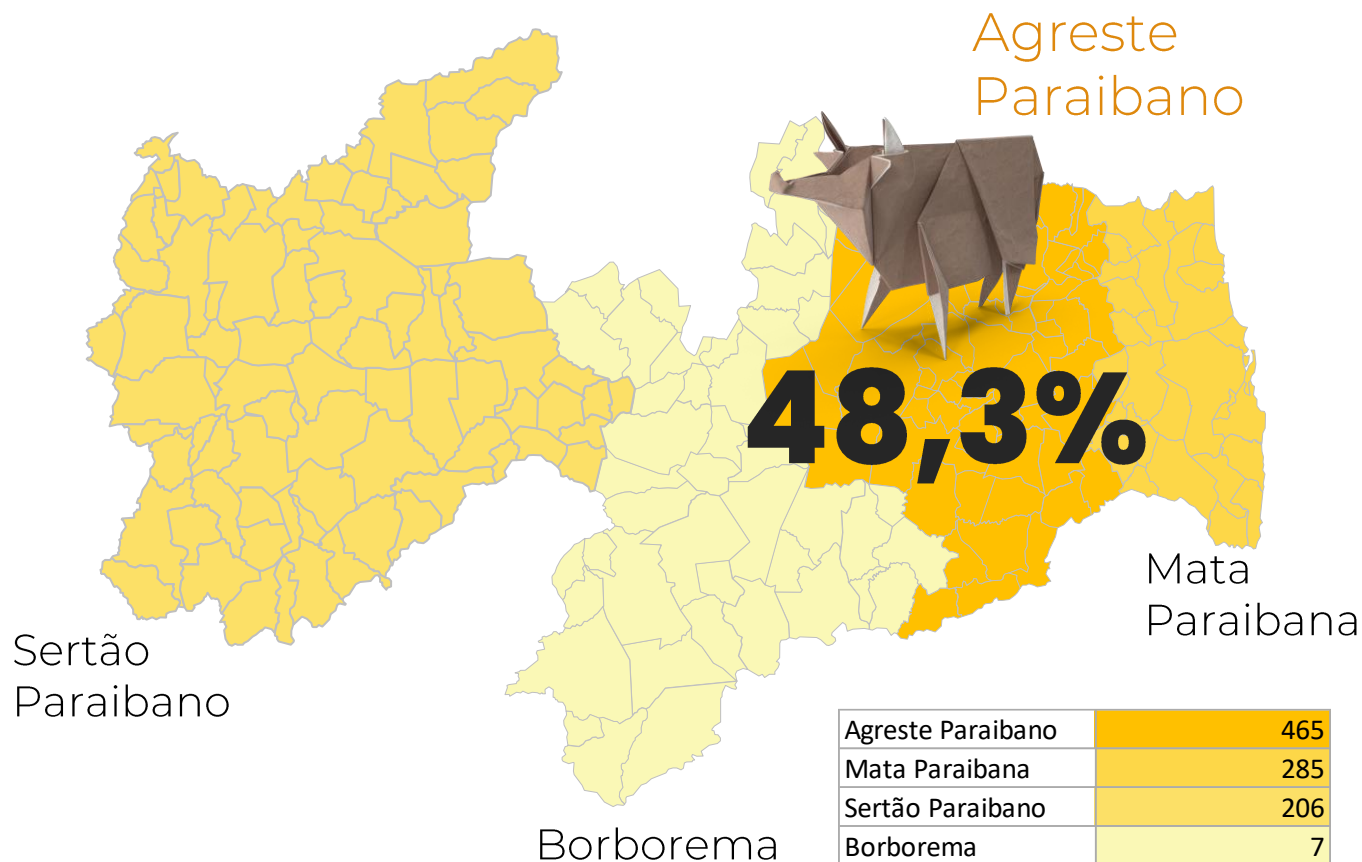 Agreste
Paraibano
48,3%
Mata
Paraibana
Sertão
Paraibano
Borborema
Agreste Paraibano 465
Mata Paraibana 285
Sertão Paraibano 206
Borborema 7